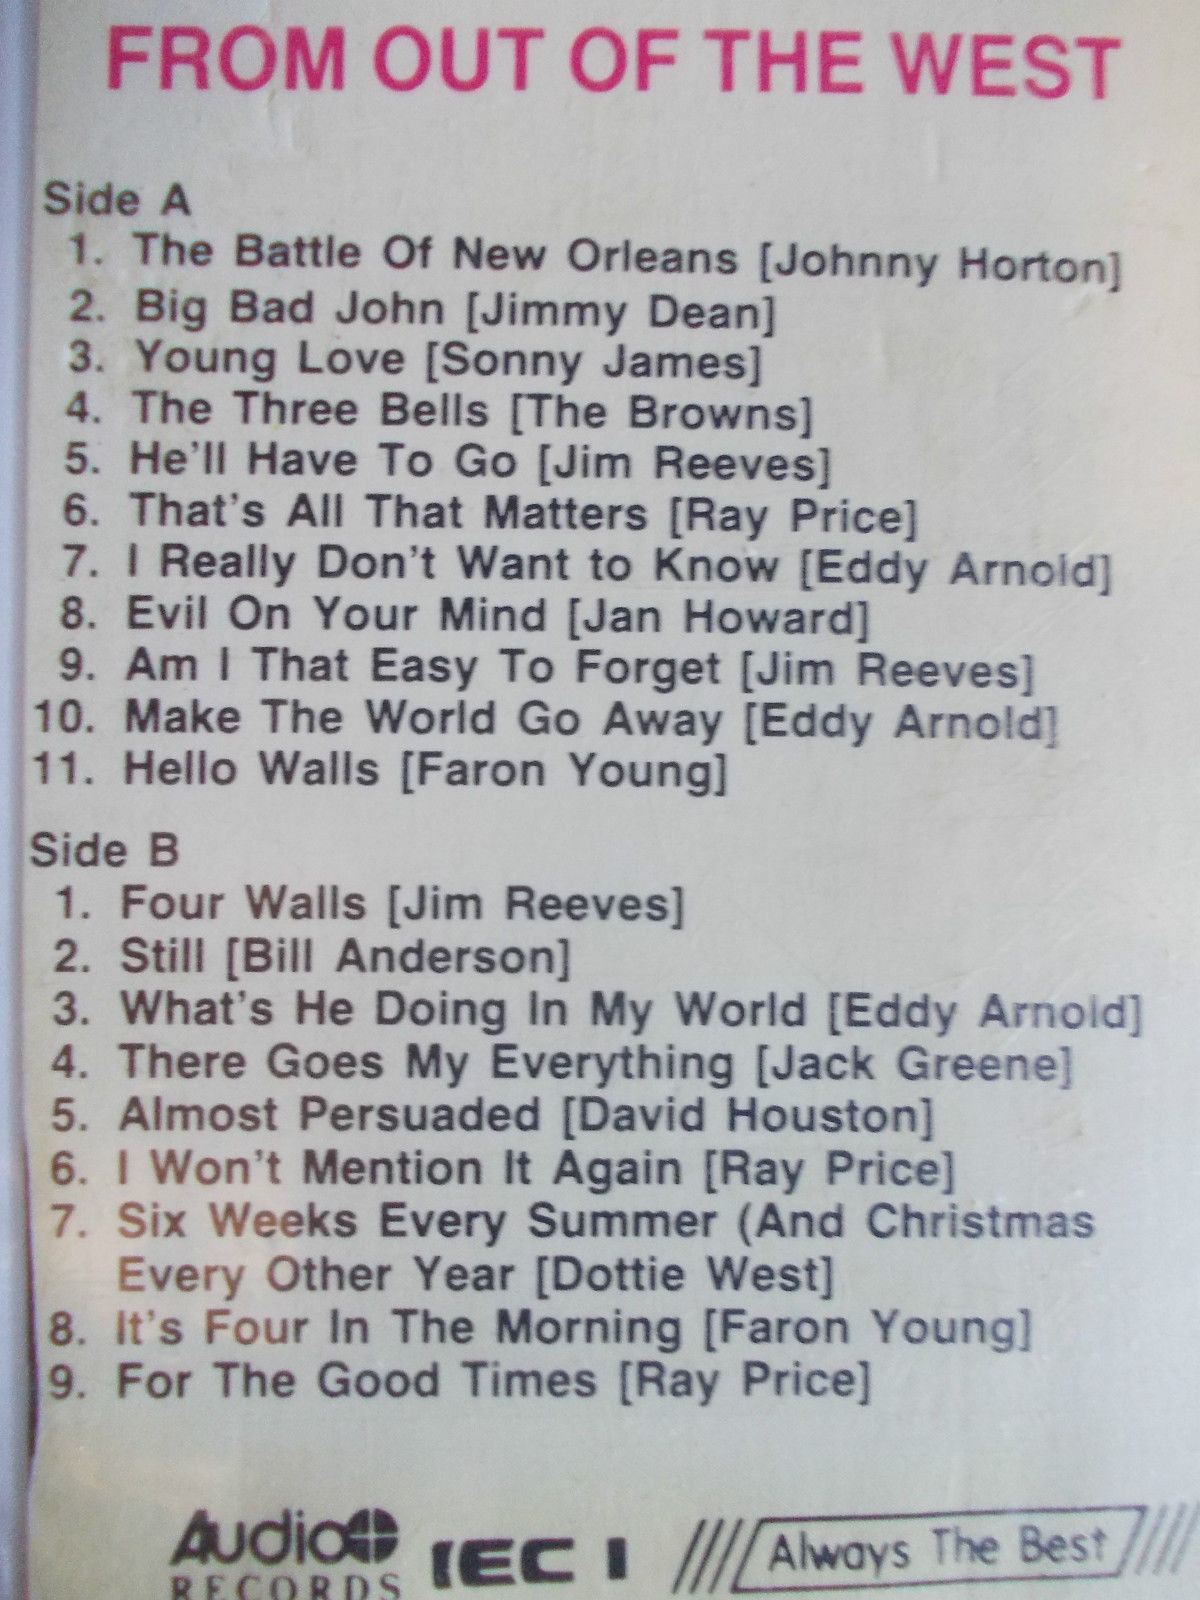 FROM OUT OF THE WEST
Side A
1. The Battle Of New Orleans [Johnny Horton]
2. Big Bad John [Jimmy Dean]
3. Young Love [Sonny James]
4. The Three Bells [The Browns]
5. He'll Have To Go [Jim Reeves]
6. That's All That Matters [Ray Price]
7. I Really Don't Want to Know [Eddy Arnold]
8. Evil On Your Mind [Jan Howard]
9. Am I That Easy To Forget [Jim Reeves]
10. Make The World Go Away [Eddy Arnold]
11. Hello Walls [Faron Young]
Side B
1. Four Walls [Jim Reeves]
2. Still [Bill Anderson]
3. What's He Doing In My World [Eddy Arnold]
4. There Goes My Everything [Jack Greene]
5. Almost Persuaded [David Houston]
6. I Won't Mention It Again [Ray Price]
7. Six Weeks Every Summer (And Christmas
Every Other Year [Dottie West]
8. It's Four In The Morning [Faron Young]
9. For The Good Times [Ray Price]
Audio RECORDS IEC I Always The Best